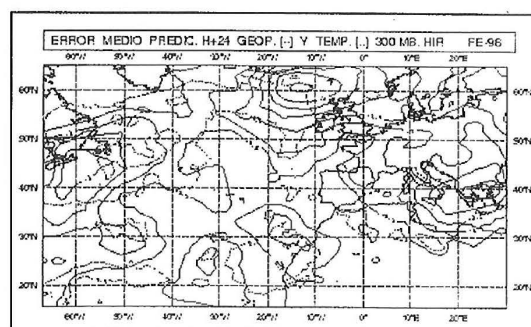 ERROR MEDIO PREDIC. H+24 GEOP. [--] Y TEMP. [..] 300 MB. HIR FE-96
60°W 50°W 40°W 30°W 20°W 10°W 0° 10°E 20°E
60°N 60°N
50°N 50°N
40°N 40°N
30°N 30°N
20°N 20°N
60°W 50°W 40°W 30°W 20°W 10°W 0° 10°E 20°E